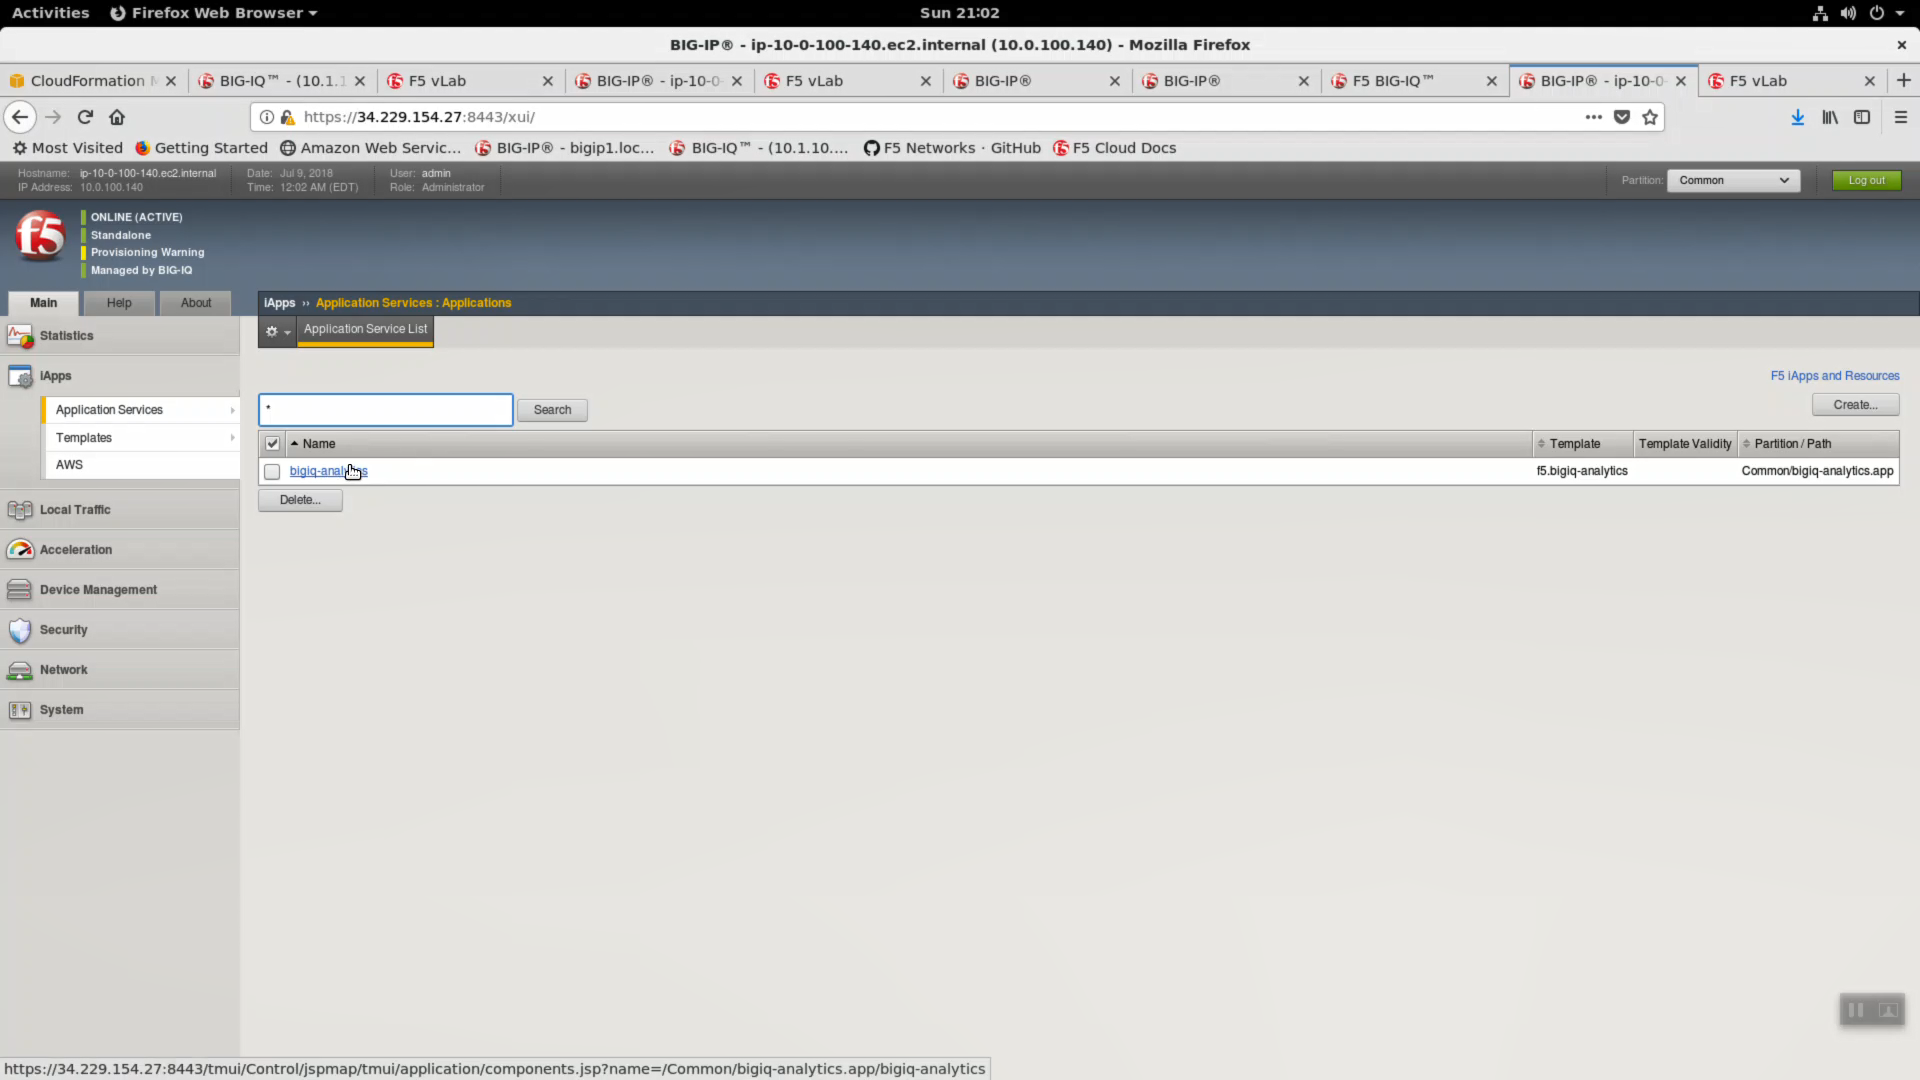 Activities Firefox Web Browser Sun 21:02
BIG-IP® - ip-10-0-100-140.ec2.internal (10.0.100.140) - Mozilla Firefox
CloudFormation BIG-IQ™ - (10.1.1 F5 vLab BIG-IP® - ip-10-0- F5 vLab BIG-IP® BIG-IP® F5 BIG-IQ™ BIG-IP® - ip-10-0- F5 vLab
https://34.229.154.27:8443/xui/
Most Visited Getting Started Amazon Web Servic... BIG-IP® - bigip1.loc... BIG-IQ™ - (10.1.10.... F5 Networks · GitHub F5 Cloud Docs
Hostname: ip-10-0-100-140.ec2.internal Date: Jul 9, 2018 User: admin
IP Address: 10.0.100.140 Time: 12:02 AM (EDT) Role: Administrator
Partition: Common Log out
f5
ONLINE (ACTIVE)
Standalone
Provisioning Warning
Managed by BIG-IQ
Main Help About
iApps ›› Application Services : Applications
Application Service List
Statistics
iApps
Application Services
Templates
AWS
Local Traffic
Acceleration
Device Management
Security
Network
System
F5 iApps and Resources
* Search Create...
Name Template Template Validity Partition / Path
bigiq-analytics f5.bigiq-analytics Common/bigiq-analytics.app
Delete...
https://34.229.154.27:8443/tmui/Control/jspmap/tmui/application/components.jsp?name=/Common/bigiq-analytics.app/bigiq-analytics